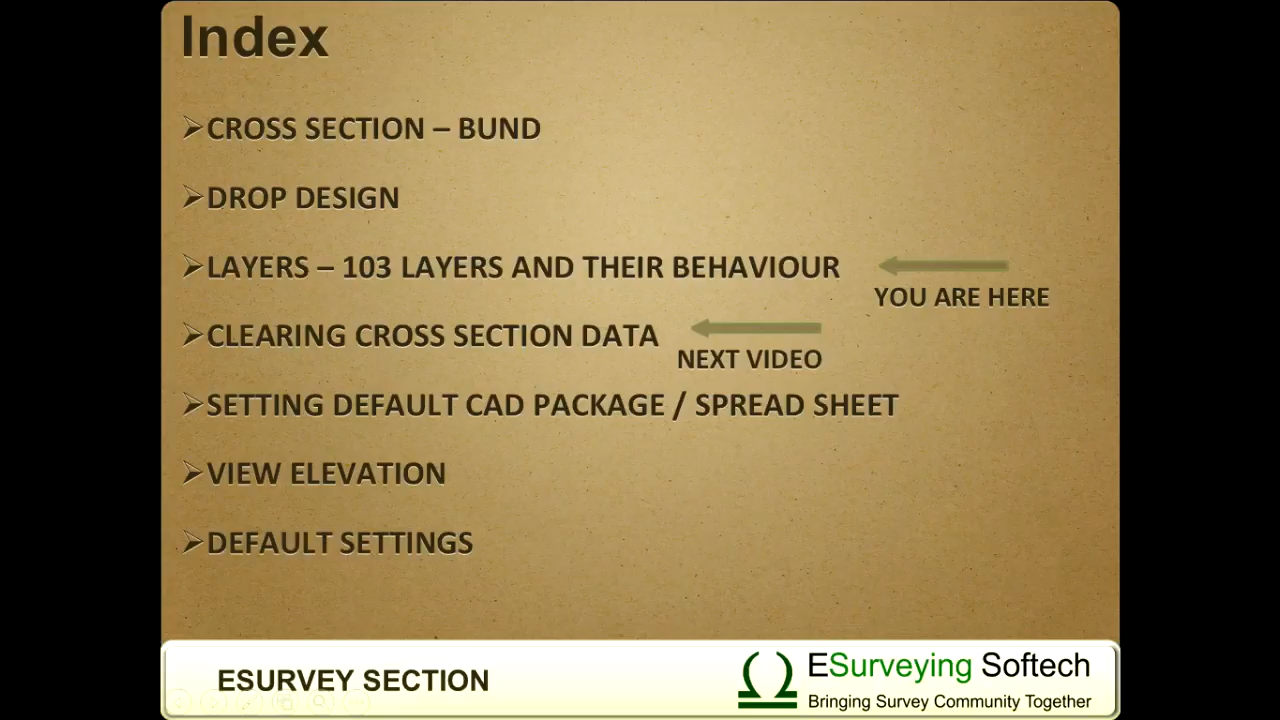 Index
➢CROSS SECTION – BUND
➢DROP DESIGN
➢LAYERS – 103 LAYERS AND THEIR BEHAVIOUR
YOU ARE HERE
➢CLEARING CROSS SECTION DATA
NEXT VIDEO
➢SETTING DEFAULT CAD PACKAGE / SPREAD SHEET
➢VIEW ELEVATION
➢DEFAULT SETTINGS
ESURVEY SECTION
ESurveying Softech
Bringing Survey Community Together